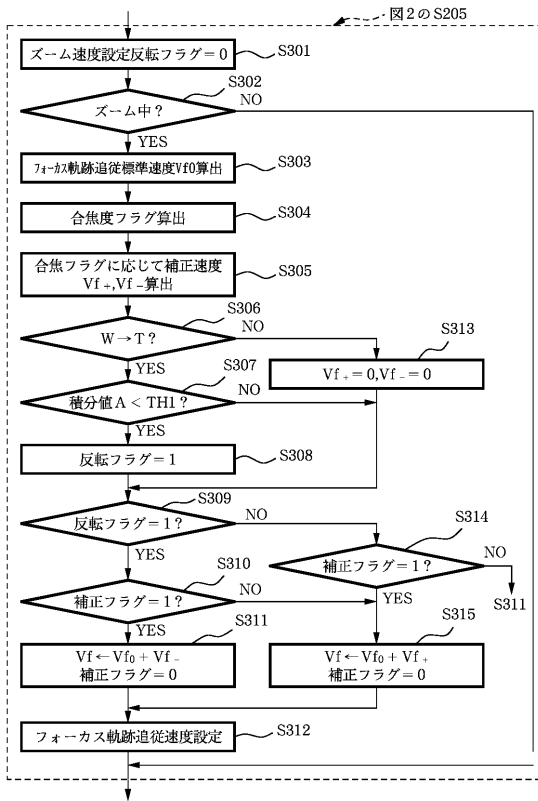 図2のS205
ズーム速度設定反転フラグ=0
S301
S302
ズーム中?
NO
YES
フォーカス軌跡追従標準速度Vf0算出
S303
合焦度フラグ算出
S304
合焦フラグに応じて補正速度
Vf+,Vf-算出
S305
S306
W→T?
NO
YES
S313
Vf+=0,Vf-=0
S307
積分値A<TH1?
NO
YES
反転フラグ=1
S308
S309
反転フラグ=1?
NO
YES
S314
補正フラグ=1?
NO
YES
S311
S310
補正フラグ=1?
NO
YES
S311
Vf←Vf0+Vf-
補正フラグ=0
S315
Vf←Vf0+Vf+
補正フラグ=0
フォーカス軌跡追従速度設定
S312